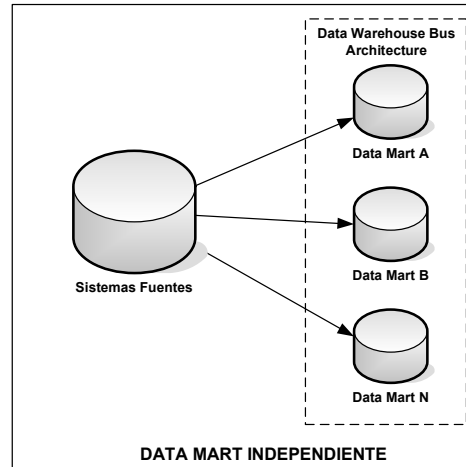 Data Warehouse Bus
Architecture
Data Mart A
Data Mart B
Sistemas Fuentes
Data Mart N
DATA MART INDEPENDIENTE